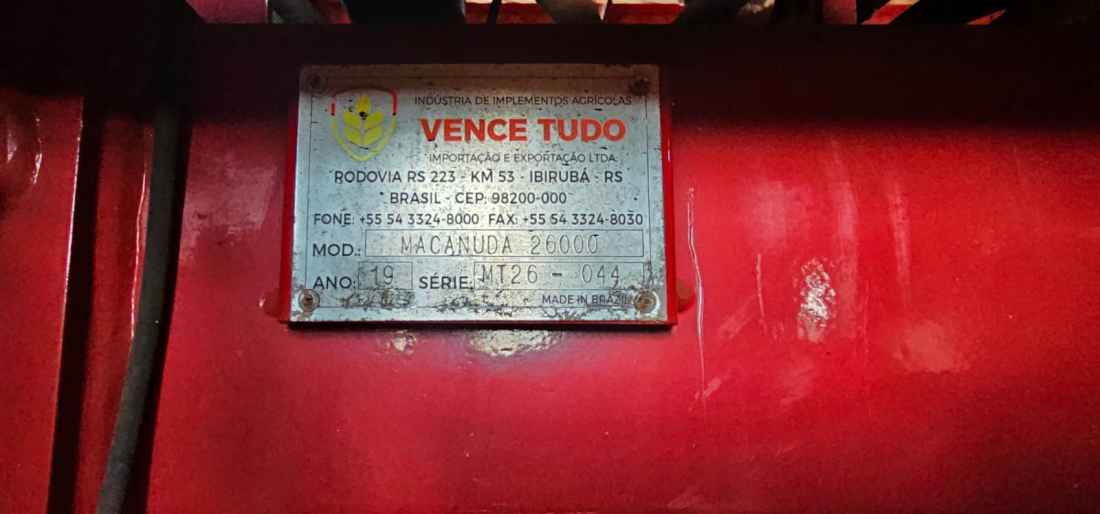 INDÚSTRIA DE IMPLEMENTOS AGRÍCOLAS
VENCE TUDO
IMPORTAÇÃO E EXPORTAÇÃO LTDA.
RODOVIA RS 223 - KM 53 - IBIRUBÁ - RS
BRASIL - CEP: 98200-000
FONE: +55 54 3324-8000 FAX: +55 54 3324-8030
MOD.: MACANUDA 26000
ANO: 19 SÉRIE: MT26 - 044
MADE IN BRAZIL